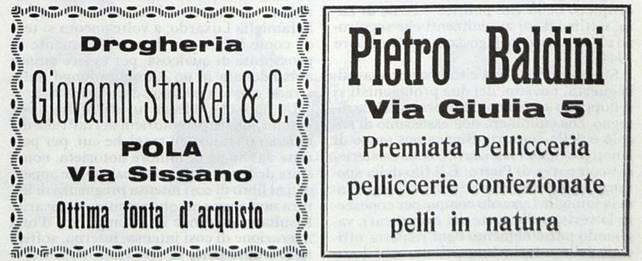 Drogheria
Giovanni Strukel & C.
POLA
Via Sissano
Ottima fonta d'acquisto
Pietro Baldini
Via Giulia 5
Premiata Pellicceria
pelliccerie confezionate
pelli in natura